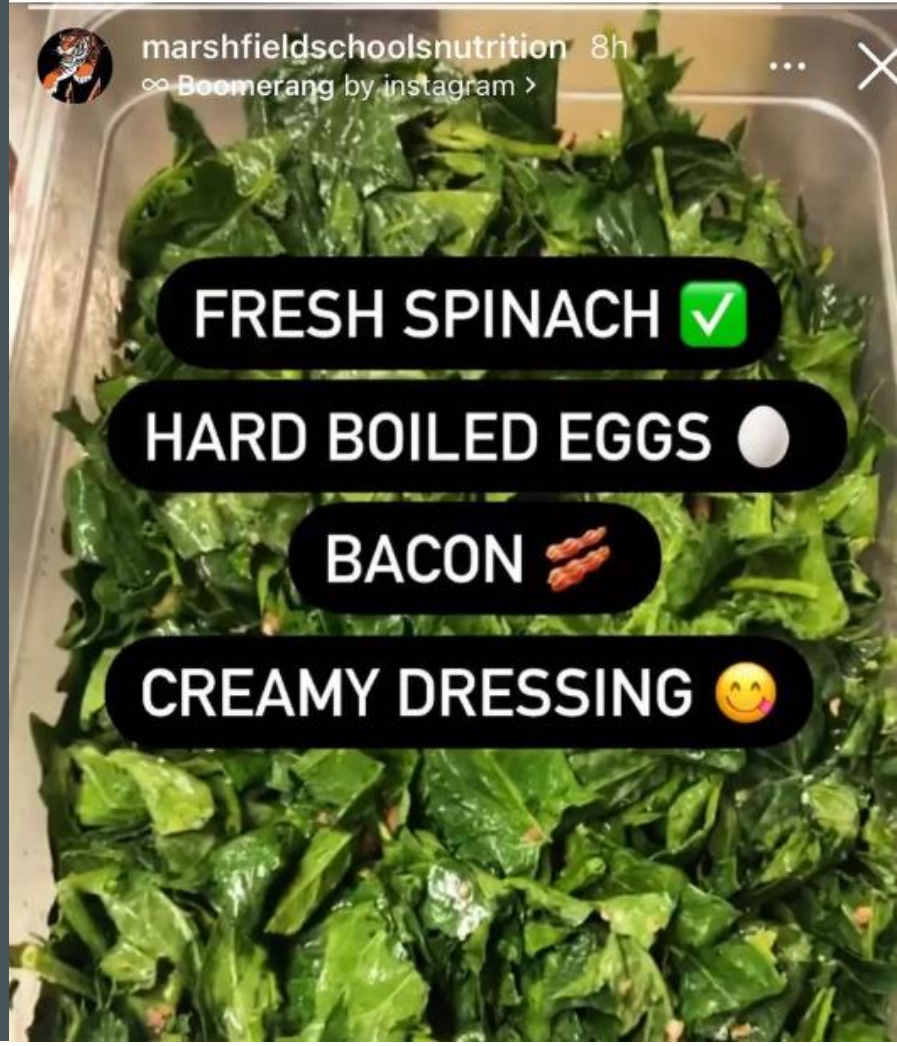 marshfieldschoolsnutrition 8h
∞ Boomerang by instagram >
FRESH SPINACH ✅
HARD BOILED EGGS 🥚
BACON 🥓
CREAMY DRESSING 😋